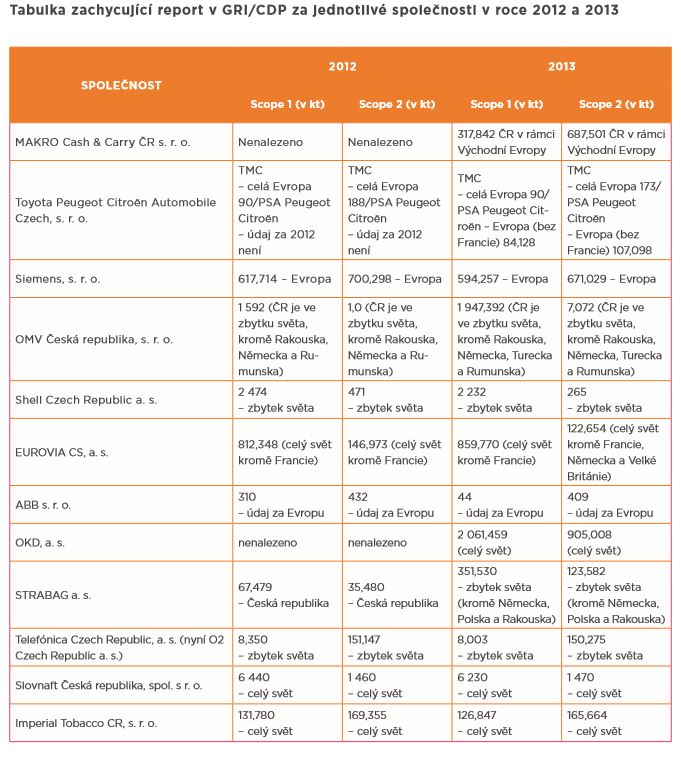 Tabulka zachycující report v GRI/CDP za jednotlivé společnosti v roce 2012 a 2013
SPOLEČNOST
2012
2013
Scope 1 (v kt)
Scope 2 (v kt)
Scope 1 (v kt)
Scope 2 (v kt)
MAKRO Cash & Carry ČR s. r. o.
Nenalezeno
Nenalezeno
317,842 ČR v rámci
Východní Evropy
687,501 ČR v rámci
Východní Evropy
Toyota Peugeot Citroën Automobile
Czech, s. r. o.
TMC
– celá Evropa
90/PSA Peugeot
Citroën
– údaj za 2012
není
TMC
– celá Evropa
188/PSA Peugeot
Citroën
– údaj za 2012
není
TMC
– celá Evropa 90/
PSA Peugeot Cit-
roën – Evropa (bez
Francie) 84,128
TMC
– celá Evropa 173/
PSA Peugeot
Citroën
– Evropa (bez
Francie) 107,098
Siemens, s. r. o.
617,714 – Evropa
700,298 – Evropa
594,257 – Evropa
671,029 – Evropa
OMV Česká republika, s. r. o.
1 592 (ČR je ve
zbytku světa,
kromě Rakouska,
Německa a Ru-
munska)
1,0 (ČR je ve
zbytku světa,
kromě Rakouska,
Německa a Ru-
munska)
1 947,392 (ČR je
ve zbytku světa,
kromě Rakouska,
Německa, Turecka
a Rumunska)
7,072 (ČR je ve
zbytku světa,
kromě Rakouska,
Německa, Turecka
a Rumunska)
Shell Czech Republic a. s.
2 474
– zbytek světa
471
– zbytek světa
2 232
– zbytek světa
265
– zbytek světa
EUROVIA CS, a. s.
812,348 (celý svět
kromě Francie)
146,973 (celý svět
kromě Francie)
859,770 (celý svět
kromě Francie)
122,654 (celý svět
kromě Francie,
Německa a Velké
Británie)
ABB s. r. o.
310
– údaj za Evropu
432
– údaj za Evropu
44
– údaj za Evropu
409
– údaj za Evropu
OKD, a. s.
nenalezeno
nenalezeno
2 061,459
(celý svět)
905,008
(celý svět)
STRABAG a. s.
67,479
– Česká republika
35,480
– Česká republika
351,530
– zbytek světa
(kromě Německa,
Polska a Rakouska)
123,582
– zbytek světa
(kromě Německa,
Polska a Rakouska)
Telefónica Czech Republic, a. s. (nyní O2
Czech Republic a. s.)
8,350
– zbytek světa
151,147
– zbytek světa
8,003
– zbytek světa
150,275
– zbytek světa
Slovnaft Česká republika, spol. s r. o.
6 440
– celý svět
1 460
– celý svět
6 230
– celý svět
1 470
– celý svět
Imperial Tobacco CR, s. r. o.
131,780
– celý svět
169,355
– celý svět
126,847
– celý svět
165,664
– celý svět